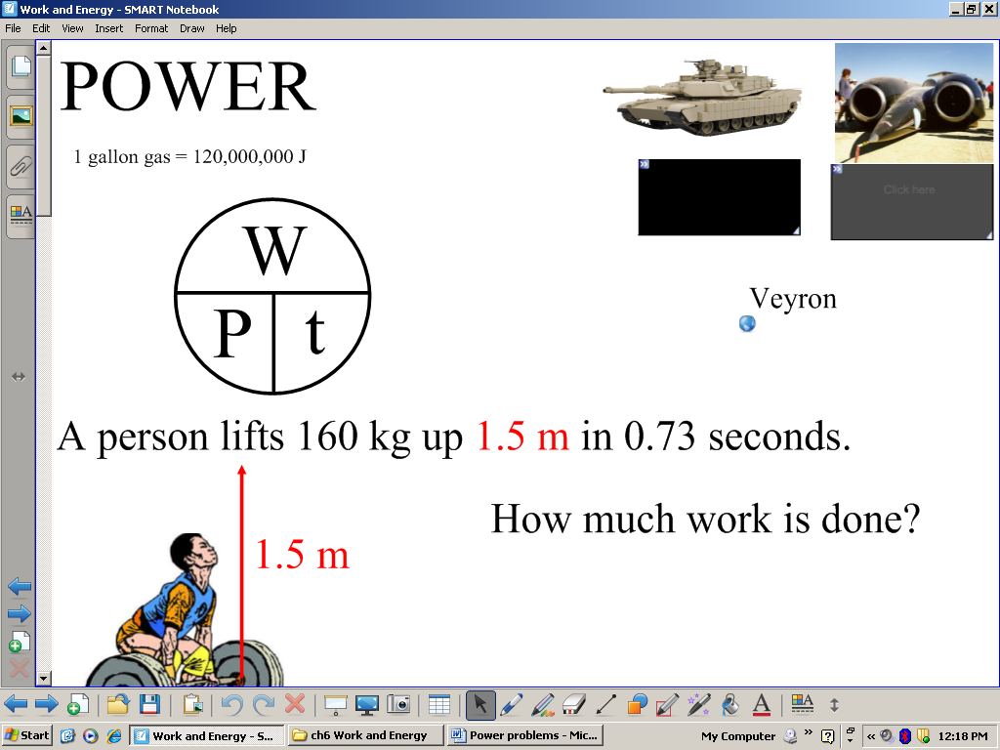 Work and Energy - SMART Notebook
File Edit View Insert Format Draw Help
POWER
1 gallon gas = 120,000,000 J
Click here
W
P t
Veyron
A person lifts 160 kg up 1.5 m in 0.73 seconds.
How much work is done?
1.5 m
Start
Work and Energy - S...
ch6 Work and Energy
Power problems - Mic...
My Computer
12:18 PM